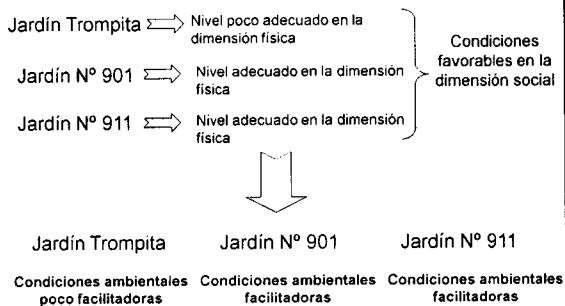 Jardín Trompita
Nivel poco adecuado en la
dimensión física
Jardín Nº 901
Nivel adecuado en la dimensión
física
Jardín Nº 911
Nivel adecuado en la dimensión
física
Condiciones
favorables en la
dimensión social
Jardín Trompita
Jardín Nº 901
Jardín Nº 911
Condiciones ambientales
poco facilitadoras
Condiciones ambientales
facilitadoras
Condiciones ambientales
facilitadoras